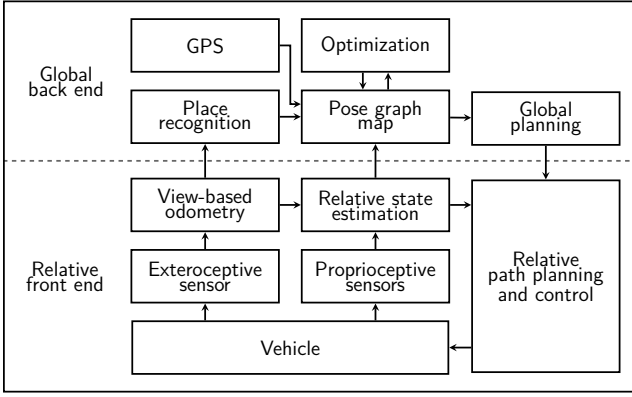 GPS
Optimization
Global
back end
Place
recognition
Pose graph
map
Global
planning
View-based
odometry
Relative state
estimation
Relative
front end
Exteroceptive
sensor
Proprioceptive
sensors
Relative
path planning
and control
Vehicle